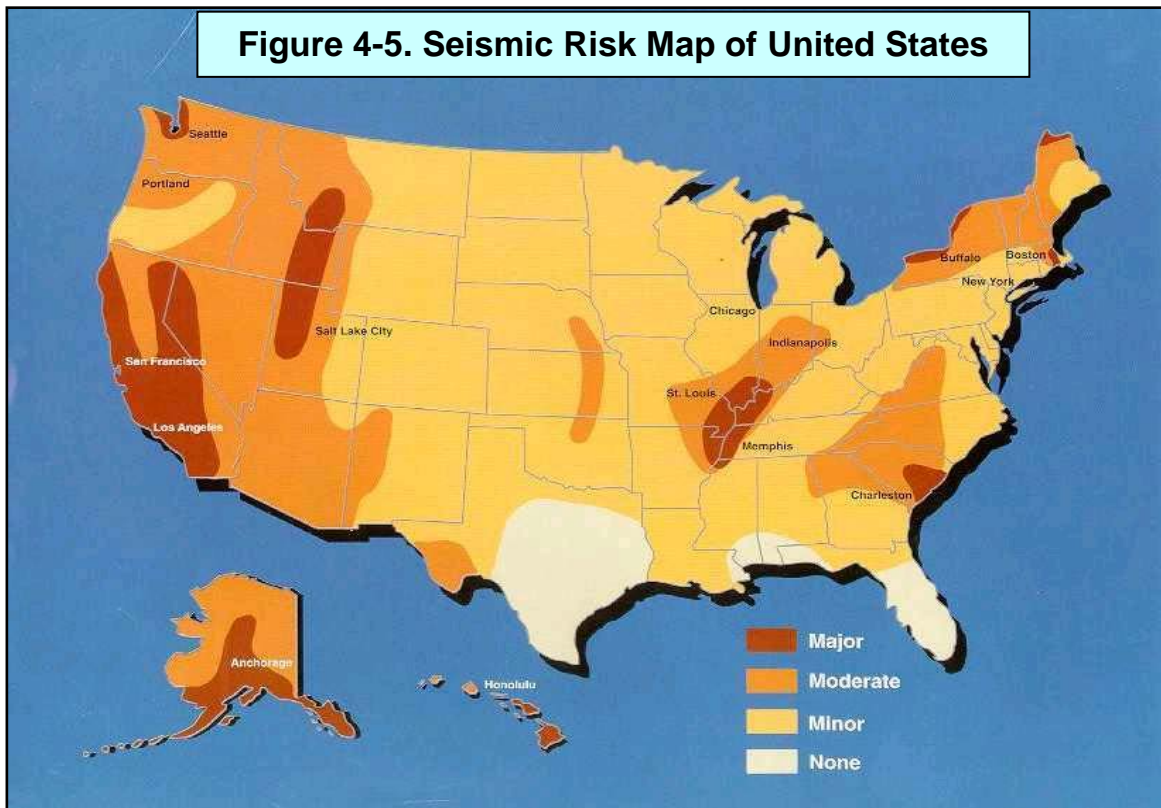 Figure 4-5. Seismic Risk Map of United States
Seattle
Portland
Buffalo
Boston
New York
Chicago
Salt Lake City
Indianapolis
San Francisco
St. Louis
Los Angeles
Memphis
Charleston
Anchorage
Honolulu
Major
Moderate
Minor
None